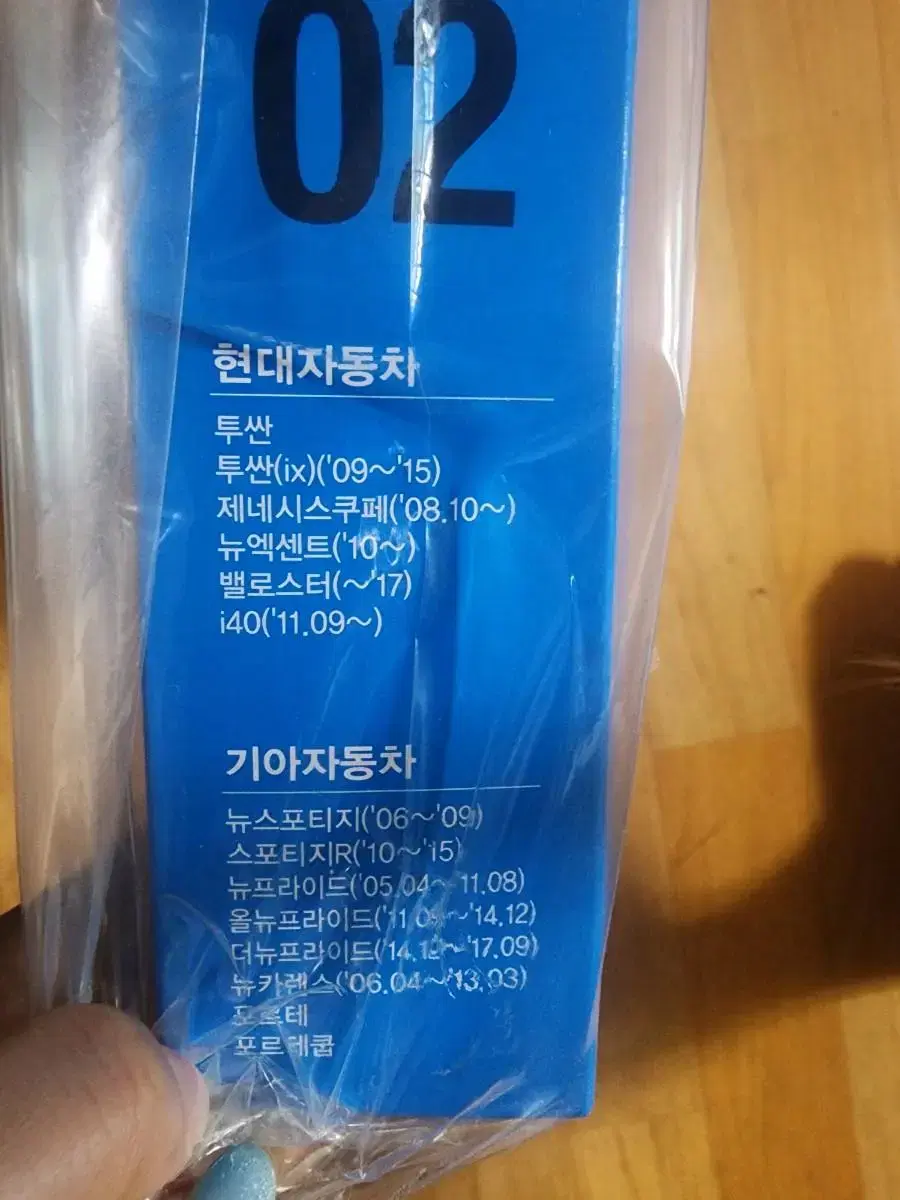 02
현대자동차
투싼
투싼(ix)('09~'15)
제네시스쿠페('08.10~)
뉴엑센트('10~)
밸로스터(~'17)
i40('11.09~)
기아자동차
뉴스포티지('06~'09)
스포티지R('10~'15)
뉴프라이드('05.04~11.08)
올뉴프라이드('11.09~'14.12)
더뉴프라이드('14.12~'17.09)
뉴카렌스('06.04~'13.03)
포르테
포르테쿱